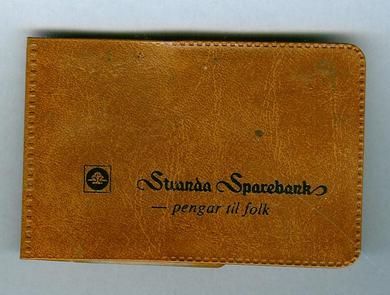 Stranda Sparebank
— pengar til folk